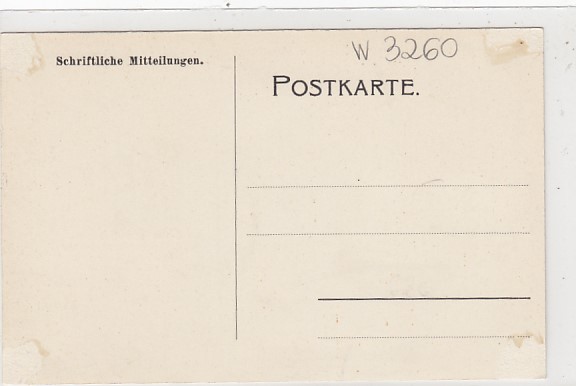 W 3260
Schriftliche Mitteilungen.
POSTKARTE.